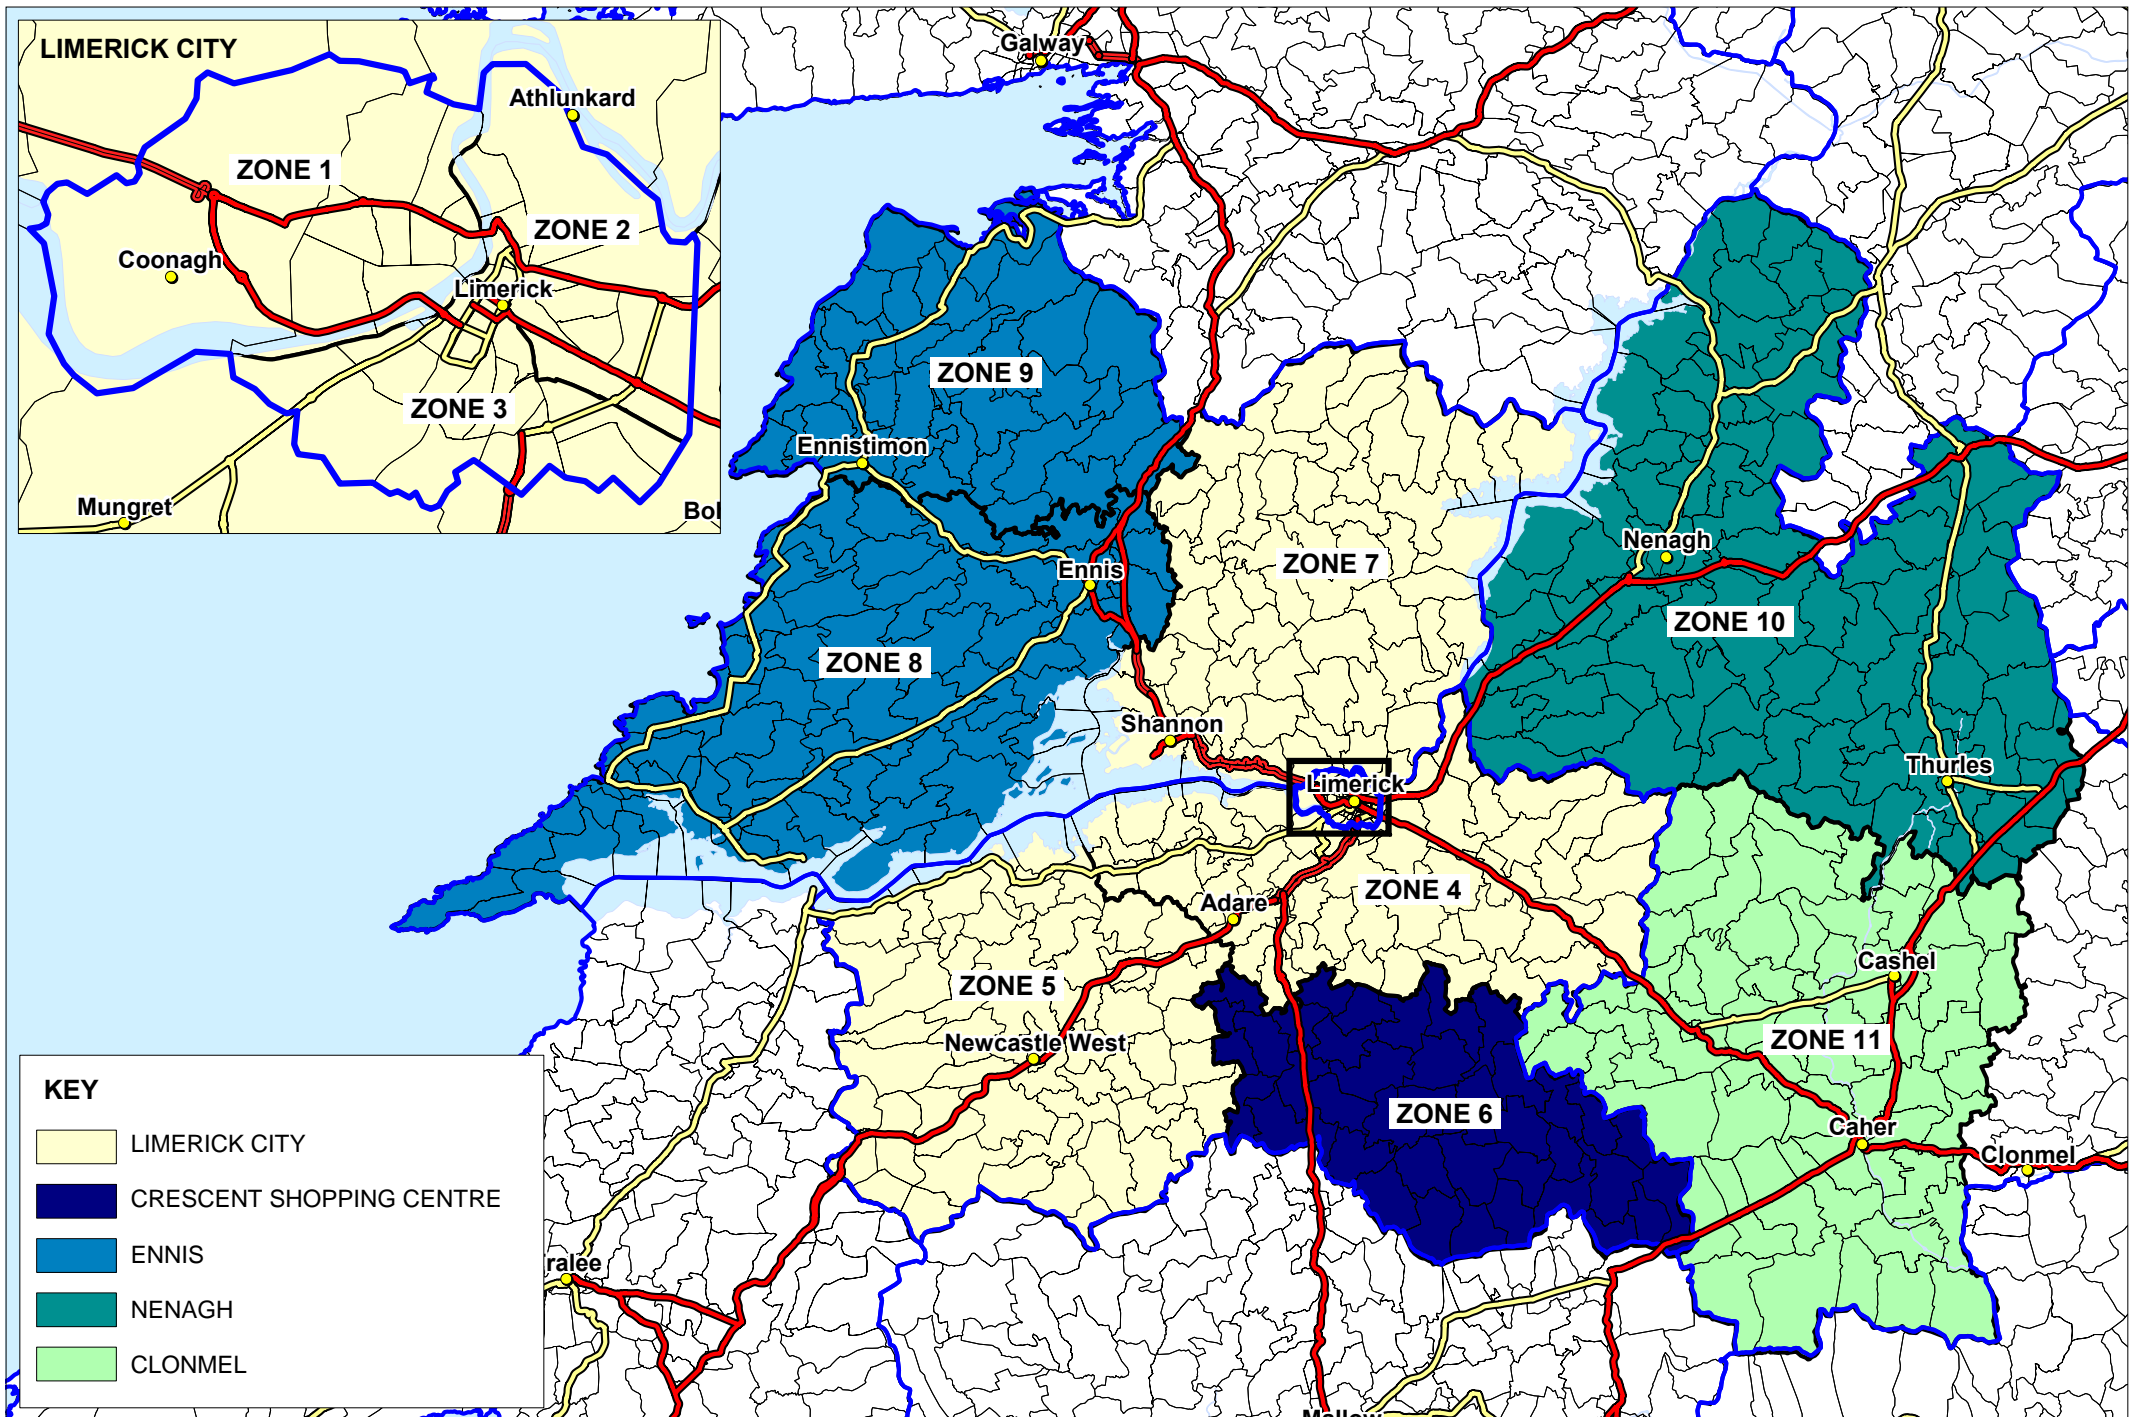 LIMERICK CITY
Athlunkard
ZONE 1
ZONE 2
Coonagh
Limerick
ZONE 3
Mungret
Galway
ZONE 9
Ennistimon
ZONE 7
Nenagh
Ennis
ZONE 10
ZONE 8
Shannon
Thurles
Limerick
ZONE 4
Adare
Cashel
ZONE 5
Newcastle West
ZONE 11
ZONE 6
Caher
Clonmel
ralee
KEY
LIMERICK CITY
CRESCENT SHOPPING CENTRE
ENNIS
NENAGH
CLONMEL